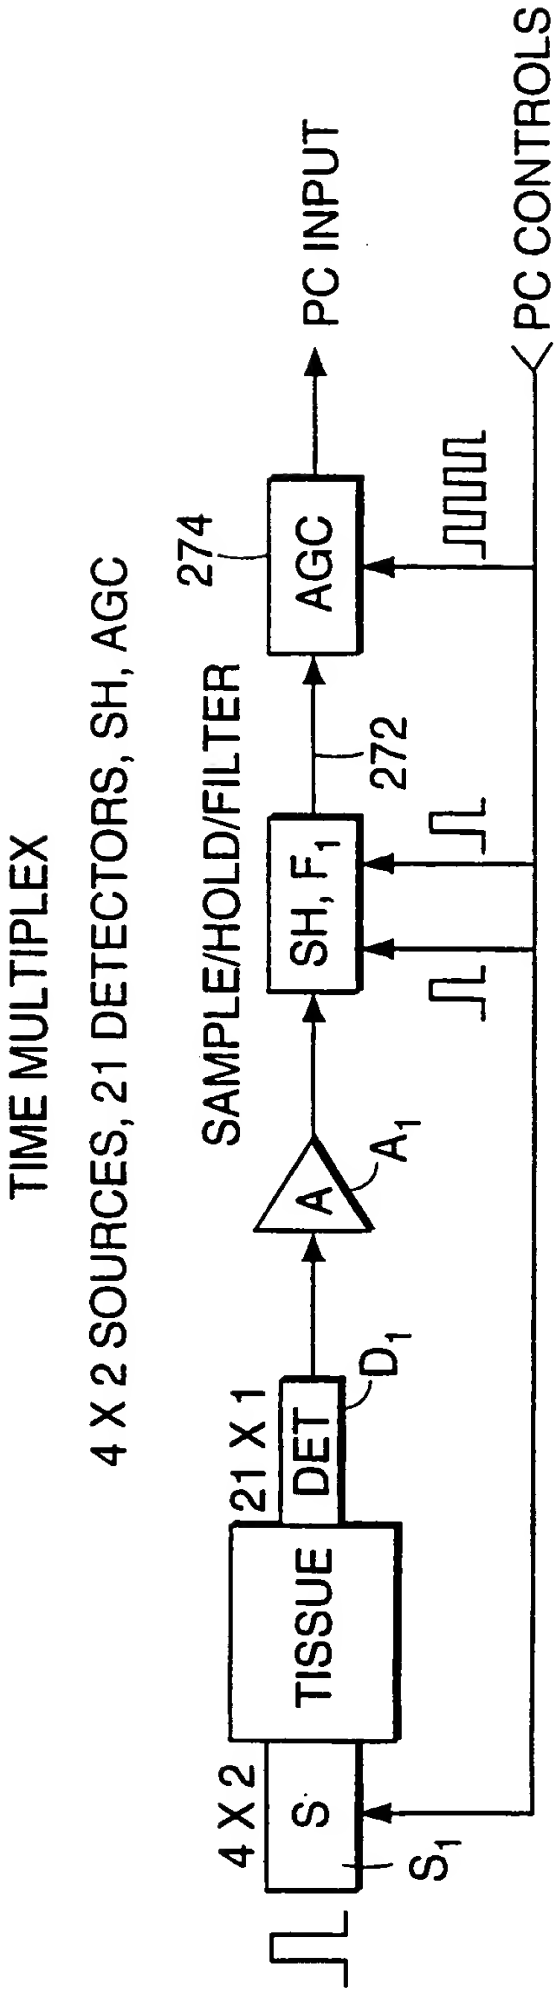 TIME MULTIPLEX
4 X 2 SOURCES, 21 DETECTORS, SH, AGC
SAMPLE/HOLD/FILTER
274
4 X 2
21 X 1
S
TISSUE
DET
A
SH, F1
AGC
PC INPUT
S1
D1
A1
272
PC CONTROLS